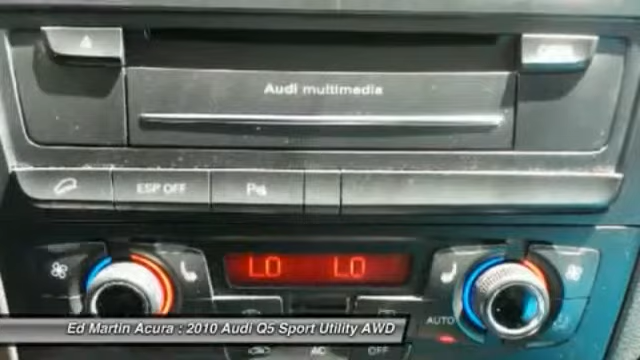 Audi multimedia
ESP OFF
P
LO LO
AUTO
Ed Martin Acura : 2010 Audi Q5 Sport Utility AWD
AC OFF